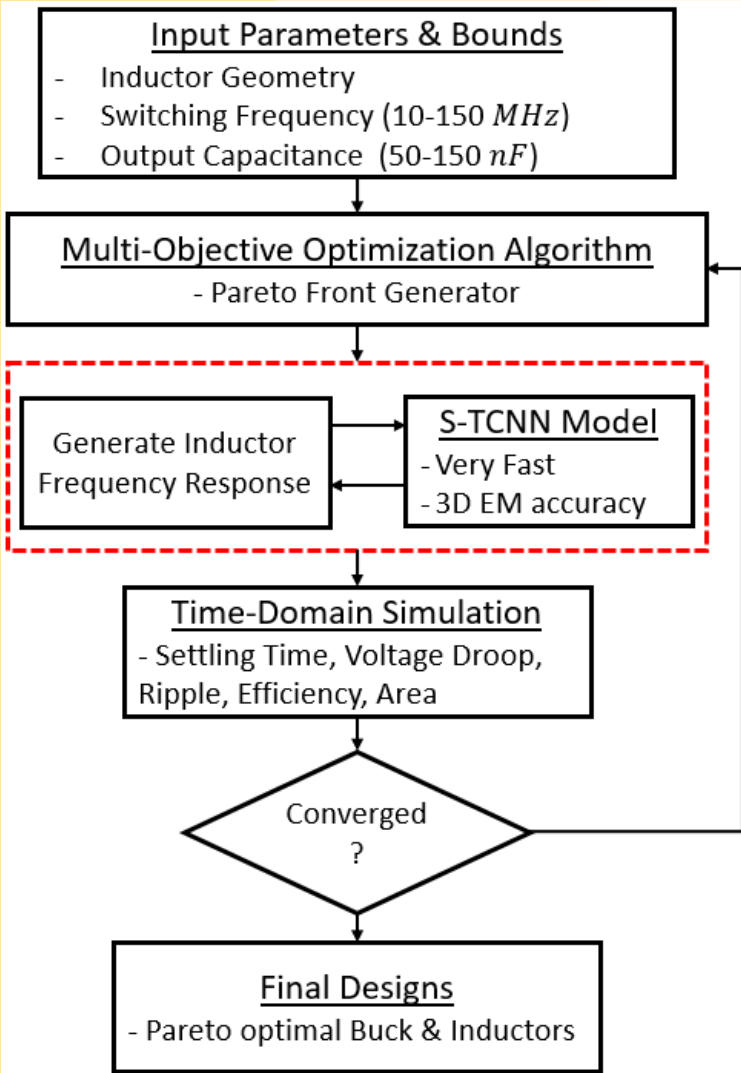 Input Parameters & Bounds
- Inductor Geometry
- Switching Frequency (10-150 MHz)
- Output Capacitance (50-150 nF)
Multi-Objective Optimization Algorithm
- Pareto Front Generator
Generate Inductor
Frequency Response
S-TCNN Model
- Very Fast
- 3D EM accuracy
Time-Domain Simulation
- Settling Time, Voltage Droop,
Ripple, Efficiency, Area
Converged
?
Final Designs
- Pareto optimal Buck & Inductors